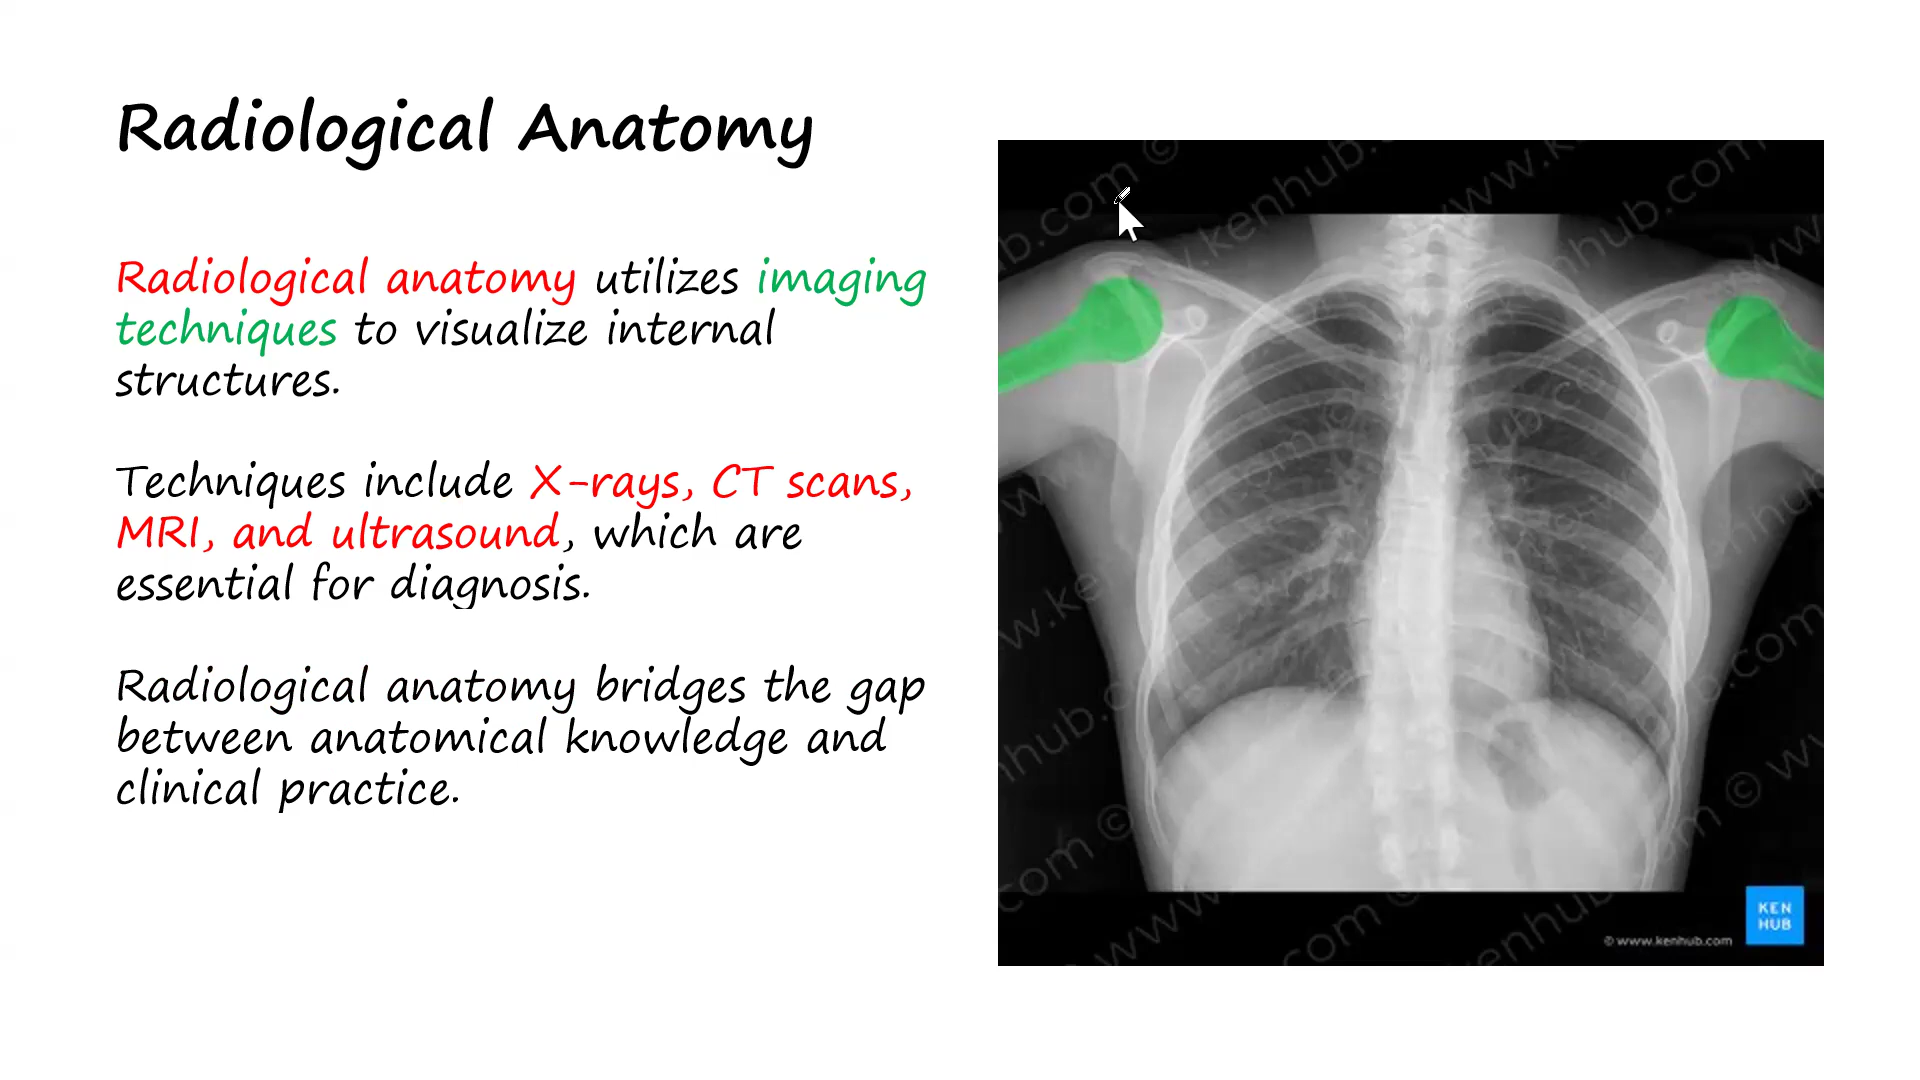 Radiological Anatomy
Radiological anatomy utilizes imaging
techniques to visualize internal
structures.
Techniques include X-rays, CT scans,
MRI, and ultrasound, which are
essential for diagnosis.
Radiological anatomy bridges the gap
between anatomical knowledge and
clinical practice.
KEN
HUB
© www.kenhub.com